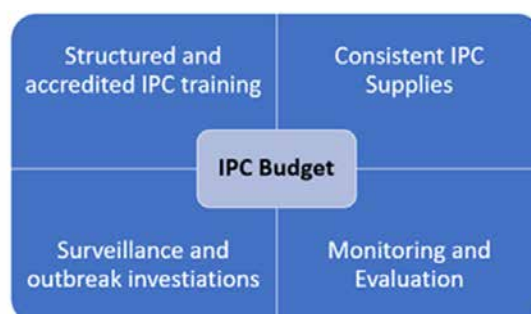 Structured and
accredited IPC training
Consistent IPC
Supplies
IPC Budget
Surveillance and
outbreak investiations
Monitoring and
Evaluation